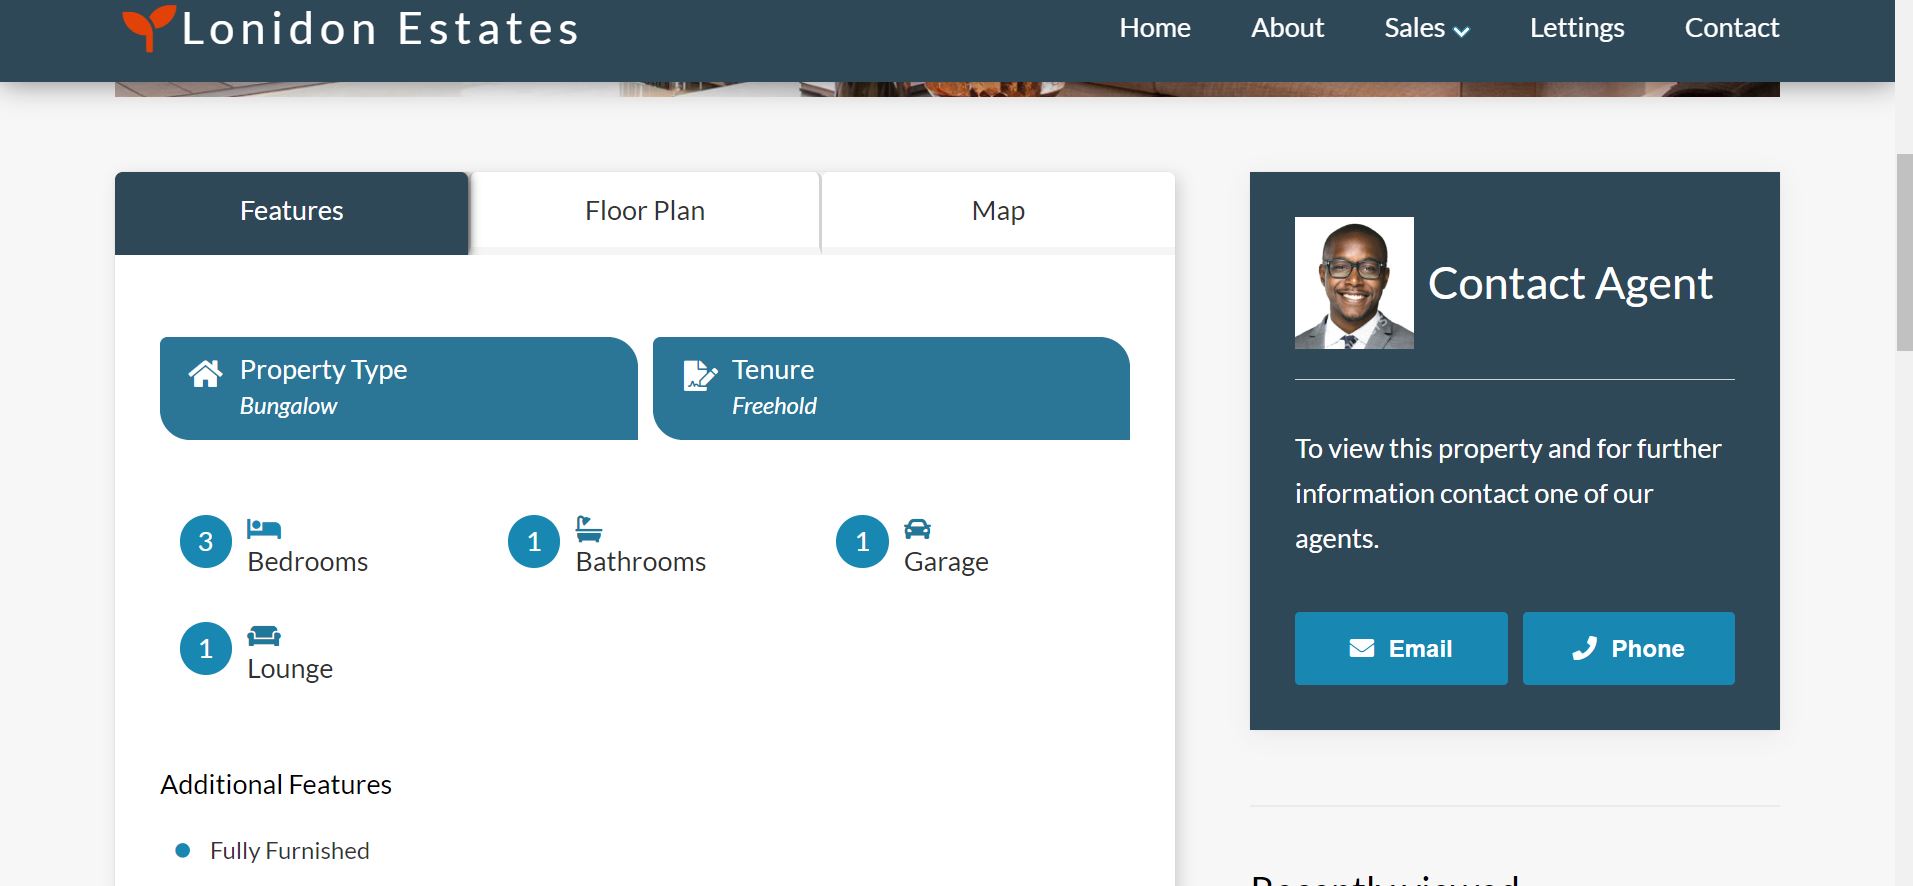 Lonidon Estates
Home
About
Sales
Lettings
Contact
Features
Floor Plan
Map
Property Type
Bungalow
Tenure
Freehold
3
Bedrooms
1
Bathrooms
1
Garage
1
Lounge
Additional Features
Fully Furnished
Contact Agent
To view this property and for further
information contact one of our
agents.
Email
Phone
Recently viewed